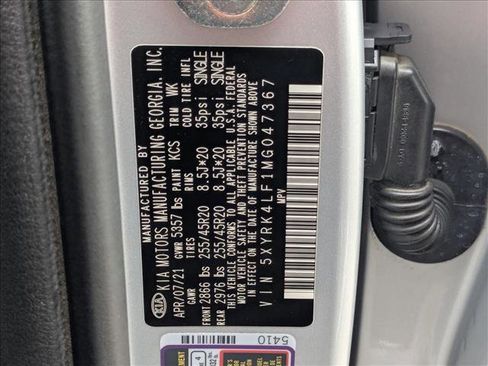 MANUFACTURED BY
KIA KIA MOTORS MANUFACTURING GEORGIA, INC.
APR/07/21 GVWR 5357 lbs PAINT KCS TRIM WK
GAWR TIRES RIMS COLD TIRE INFL
FRONT 2866 lbs 255/45R20 8.5J*20 35psi SINGLE
REAR 2976 lbs 255/45R20 8.5J*20 35psi SINGLE
THIS VEHICLE CONFORMS TO ALL APPLICABLE U.S.A. FEDERAL
MOTOR VEHICLE SAFETY AND THEFT PREVENTION STANDARDS
IN EFFECT ON THE DATE OF MANUFACTURE SHOWN ABOVE
V I N 5XYRK4LF1MG047367
MPV
5410